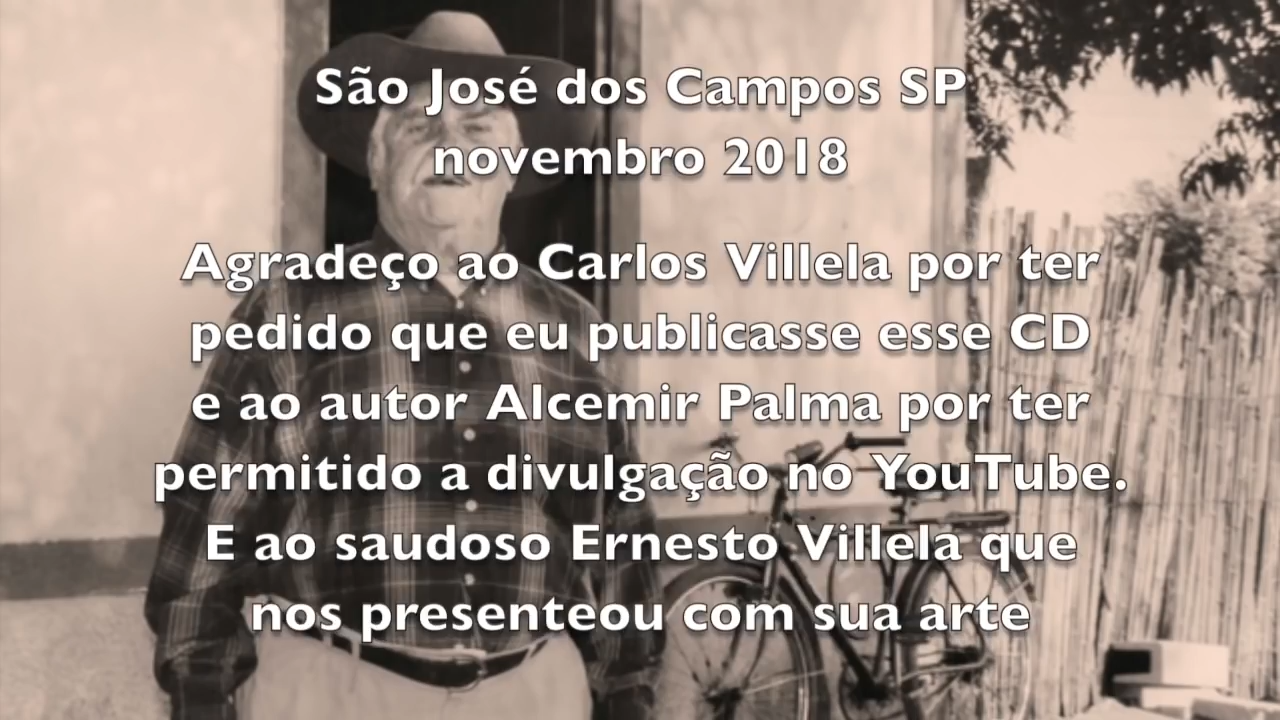 São José dos Campos SP
novembro 2018
Agradeço ao Carlos Villela por ter
pedido que eu publicasse esse CD
e ao autor Alcemir Palma por ter
permitido a divulgação no YouTube.
E ao saudoso Ernesto Villela que
nos presenteou com sua arte